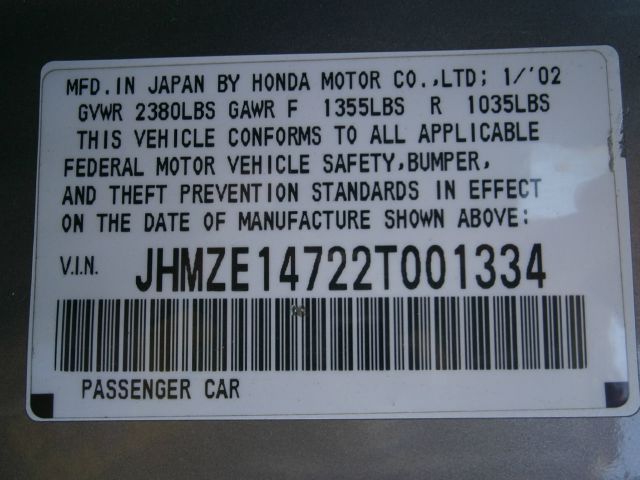 MFD.IN JAPAN BY HONDA MOTOR CO.,LTD; 1/'02
GVWR 2380LBS GAWR F 1355LBS R 1035LBS
THIS VEHICLE CONFORMS TO ALL APPLICABLE
FEDERAL MOTOR VEHICLE SAFETY,BUMPER,
AND THEFT PREVENTION STANDARDS IN EFFECT
ON THE DATE OF MANUFACTURE SHOWN ABOVE:
V.I.N. JHMZE14722T001334
PASSENGER CAR